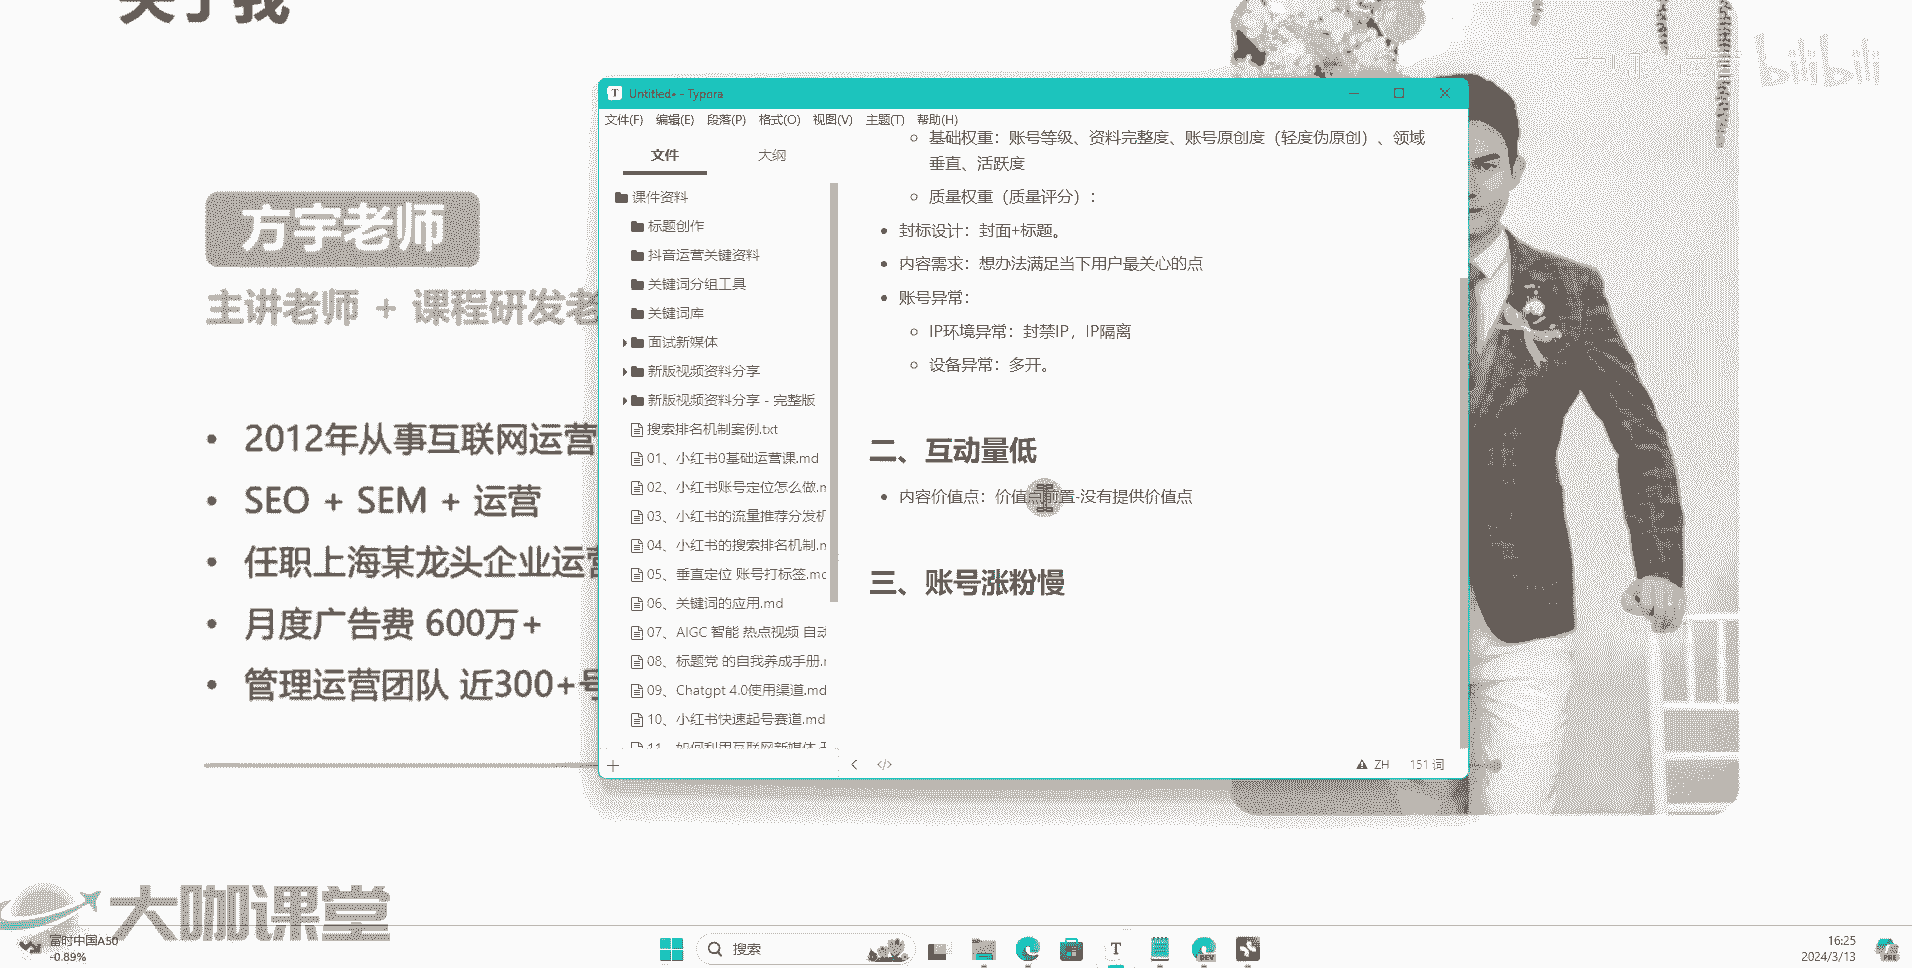 关于我
bilibili
方宇老师
主讲老师 + 课程研发老
2012年从事互联网运营
SEO + SEM + 运营
任职上海某龙头企业运营
月度广告费 600万+
管理运营团队 近300+号
Untitled• - Typora
文件(F) 编辑(E) 段落(P) 格式(O) 视图(V) 主题(T) 帮助(H)
文件 大纲
课件资料
标题创作
抖音运营关键资料
关键词分组工具
关键词库
面试新媒体
新版视频资料分享
新版视频资料分享 - 完整版
搜索排名机制案例.txt
01、小红书0基础运营课.md
02、小红书账号定位怎么做.m
03、小红书的流量推荐分发机
04、小红书的搜索排名机制.m
05、垂直定位 账号打标签.md
06、关键词的应用.md
07、AIGC 智能 热点视频 自动
08、标题党 的自我养成手册.m
09、Chatgpt 4.0使用渠道.md
10、小红书快速起号赛道.md
11、如何利用互联网新媒体
基础权重：账号等级、资料完整度、账号原创度（轻度伪原创）、领域
垂直、活跃度
质量权重（质量评分）：
封标设计：封面+标题。
内容需求：想办法满足当下用户最关心的点
账号异常：
IP环境异常：封禁IP，IP隔离
设备异常：多开。
二、互动量低
内容价值点：价值点前置-没有提供价值点
三、账号涨粉慢
ZH 151 词
大咖课堂
富时中国A50
-0.89%
搜索
16:25
2024/3/13